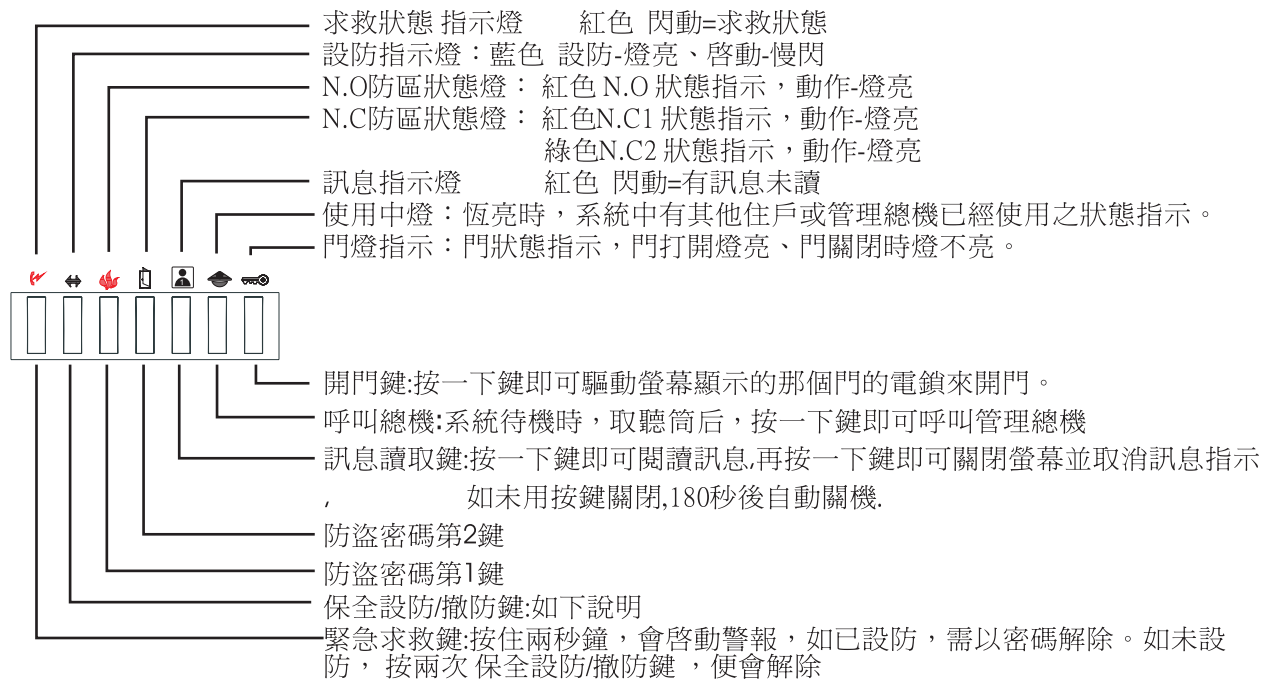 求救狀態 指示燈 紅色 閃動=求救狀態
設防指示燈：藍色 設防-燈亮、啓動-慢閃
N.O防區狀態燈： 紅色 N.O 狀態指示，動作-燈亮
N.C防區狀態燈： 紅色N.C1 狀態指示，動作-燈亮
綠色N.C2 狀態指示，動作-燈亮
訊息指示燈 紅色 閃動=有訊息未讀
使用中燈：恆亮時，系統中有其他住戶或管理總機已經使用之狀態指示。
門燈指示：門狀態指示，門打開燈亮、門關閉時燈不亮。
開門鍵:按一下鍵即可驅動螢幕顯示的那個門的電鎖來開門。
呼叫總機:系統待機時，取聽筒后，按一下鍵即可呼叫管理總機
訊息讀取鍵:按一下鍵即可閱讀訊息,再按一下鍵即可關閉螢幕並取消訊息指示
, 如未用按鍵關閉,180秒後自動關機.
防盜密碼第2鍵
防盜密碼第1鍵
保全設防/撤防鍵:如下說明
緊急求救鍵:按住兩秒鐘，會啓動警報，如已設防，需以密碼解除。如未設
防， 按兩次 保全設防/撤防鍵 ，便會解除